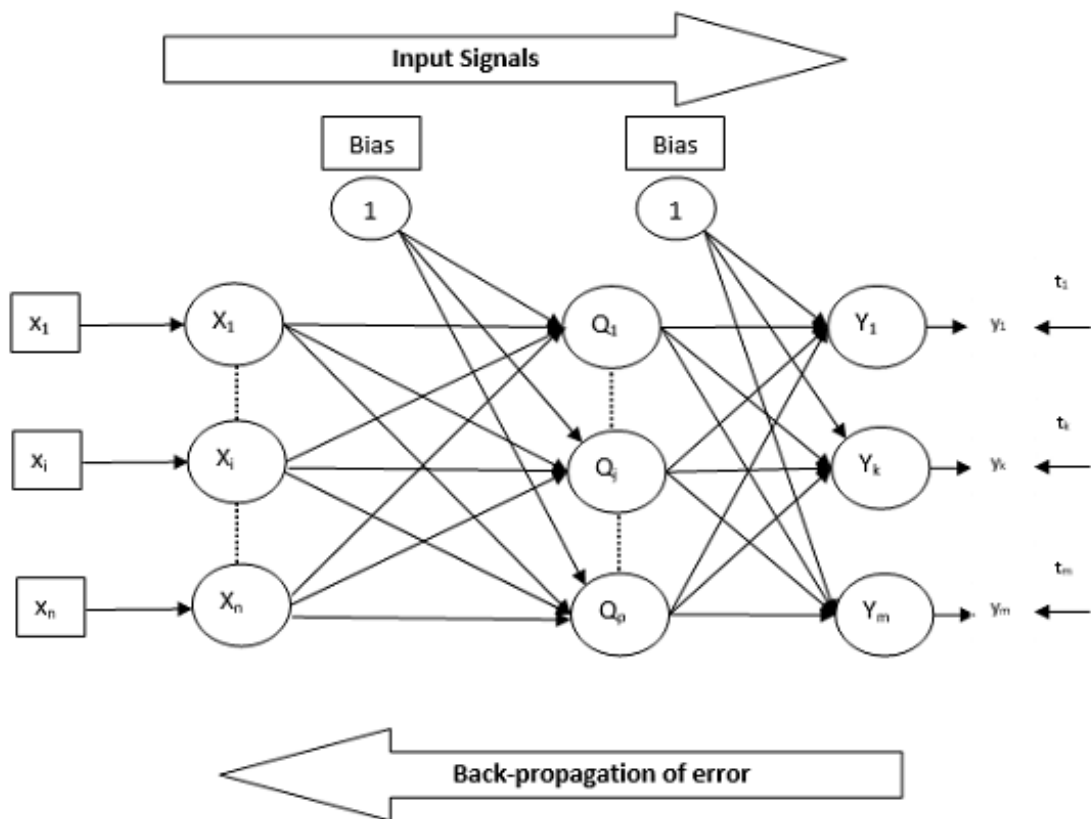 Input Signals
Bias
Bias
1
1
x₁
X₁
Q₁
Y₁
y₁
t₁
xᵢ
Xᵢ
Qⱼ
Yₖ
yₖ
tₖ
xₙ
Xₙ
Qₚ
Yₘ
yₘ
tₘ
Back-propagation of error